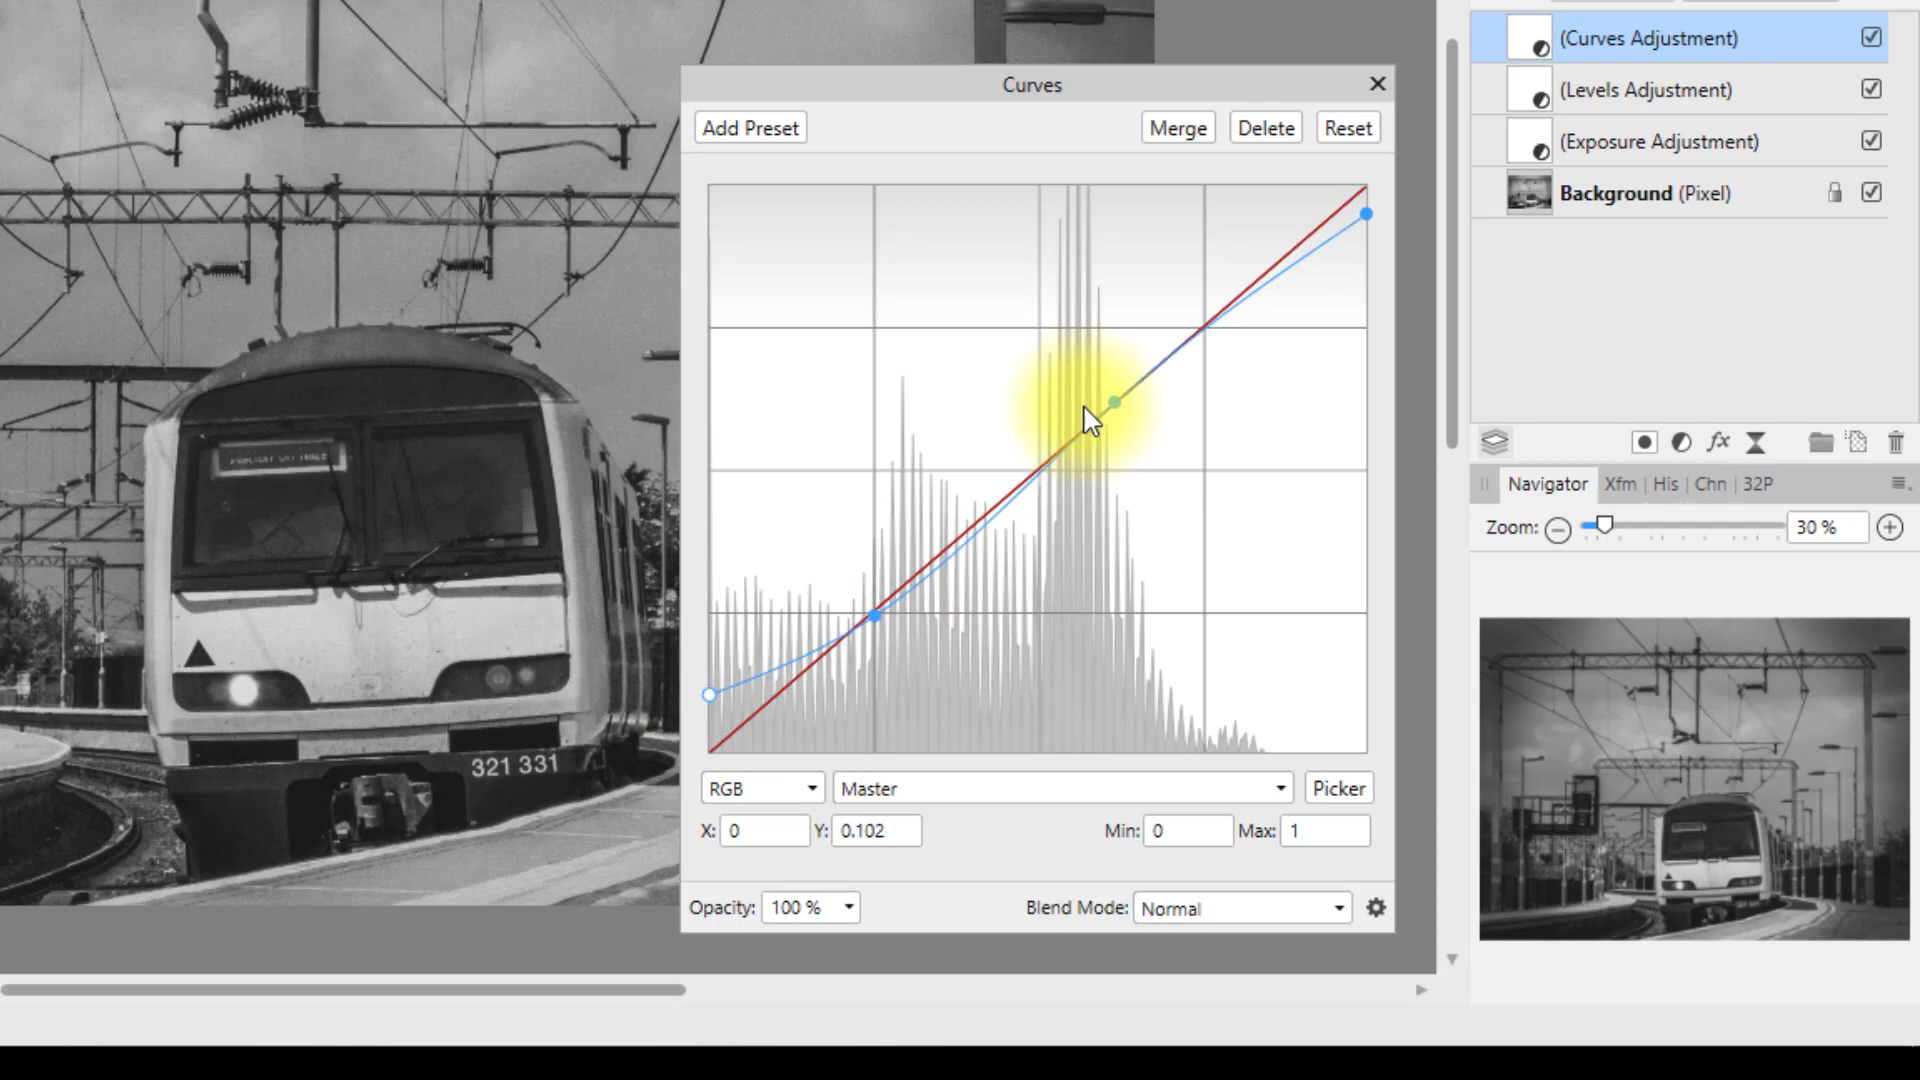 (Curves Adjustment)
Curves
(Levels Adjustment)
Add Preset
Merge
Delete
Reset
(Exposure Adjustment)
Background (Pixel)
fx
Navigator
Xfm | His | Chn | 32P
Zoom:
30 %
321 331
RGB
Master
Picker
X: 0
Y: 0.102
Min: 0
Max: 1
Opacity: 100 %
Blend Mode: Normal